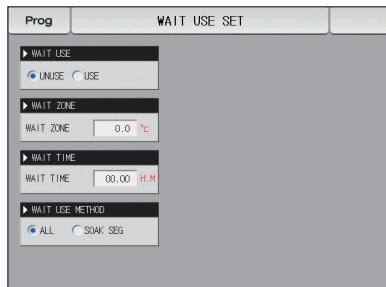 Prog WAIT USE SET
WAIT USE
UNUSE USE
WAIT ZONE
WAIT ZONE 0.0 ℃
WAIT TIME
WAIT TIME 00.00 H.M
WAIT USE METHOD
ALL SOAK SEG